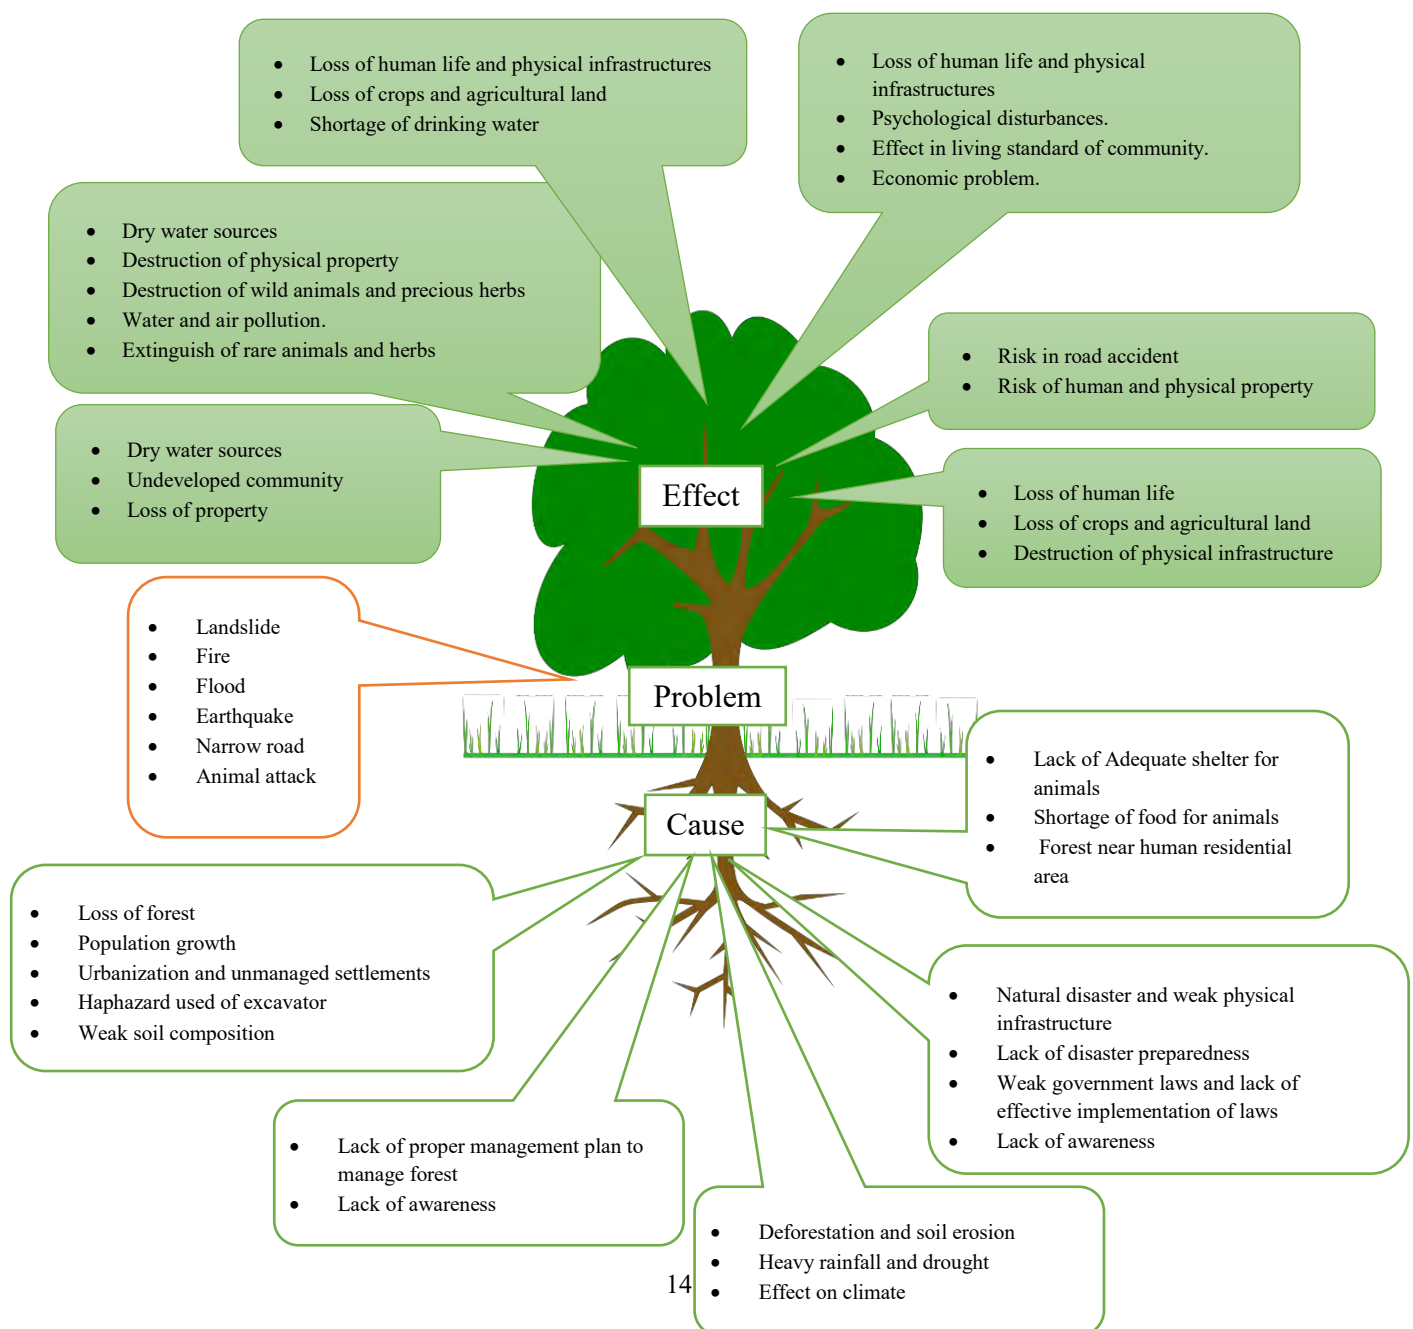 Loss of human life and physical infrastructures
Loss of crops and agricultural land
Shortage of drinking water
Loss of human life and physical
infrastructures
Psychological disturbances.
Effect in living standard of community.
Economic problem.
Dry water sources
Destruction of physical property
Destruction of wild animals and precious herbs
Water and air pollution.
Extinguish of rare animals and herbs
Risk in road accident
Risk of human and physical property
Dry water sources
Undeveloped community
Loss of property
Effect
Loss of human life
Loss of crops and agricultural land
Destruction of physical infrastructure
Landslide
Fire
Flood
Earthquake
Narrow road
Animal attack
Problem
Lack of Adequate shelter for
animals
Shortage of food for animals
Forest near human residential
area
Cause
Loss of forest
Population growth
Urbanization and unmanaged settlements
Haphazard used of excavator
Weak soil composition
Natural disaster and weak physical
infrastructure
Lack of disaster preparedness
Weak government laws and lack of
effective implementation of laws
Lack of awareness
Lack of proper management plan to
manage forest
Lack of awareness
Deforestation and soil erosion
Heavy rainfall and drought
Effect on climate
14